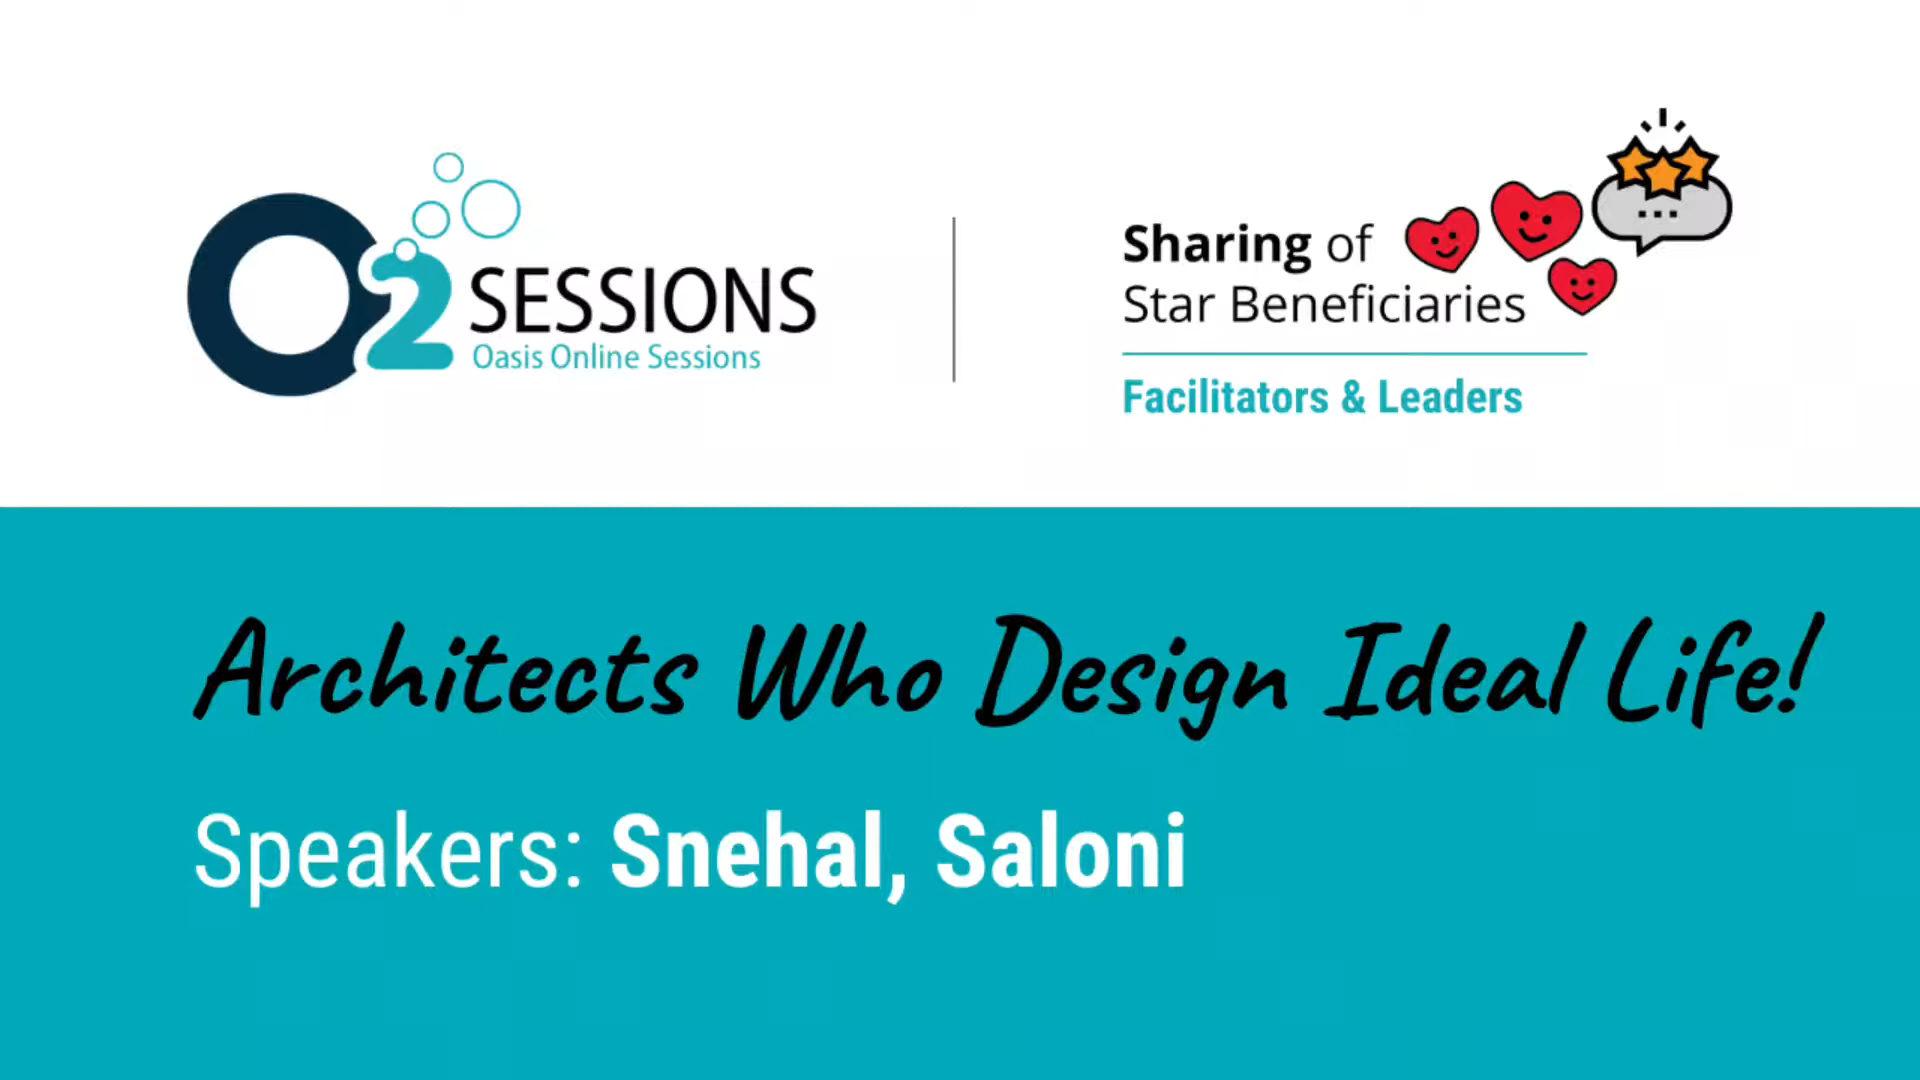 O2 SESSIONS
Oasis Online Sessions
Sharing of
Star Beneficiaries
Facilitators & Leaders
Architects Who Design Ideal Life!
Speakers: Snehal, Saloni